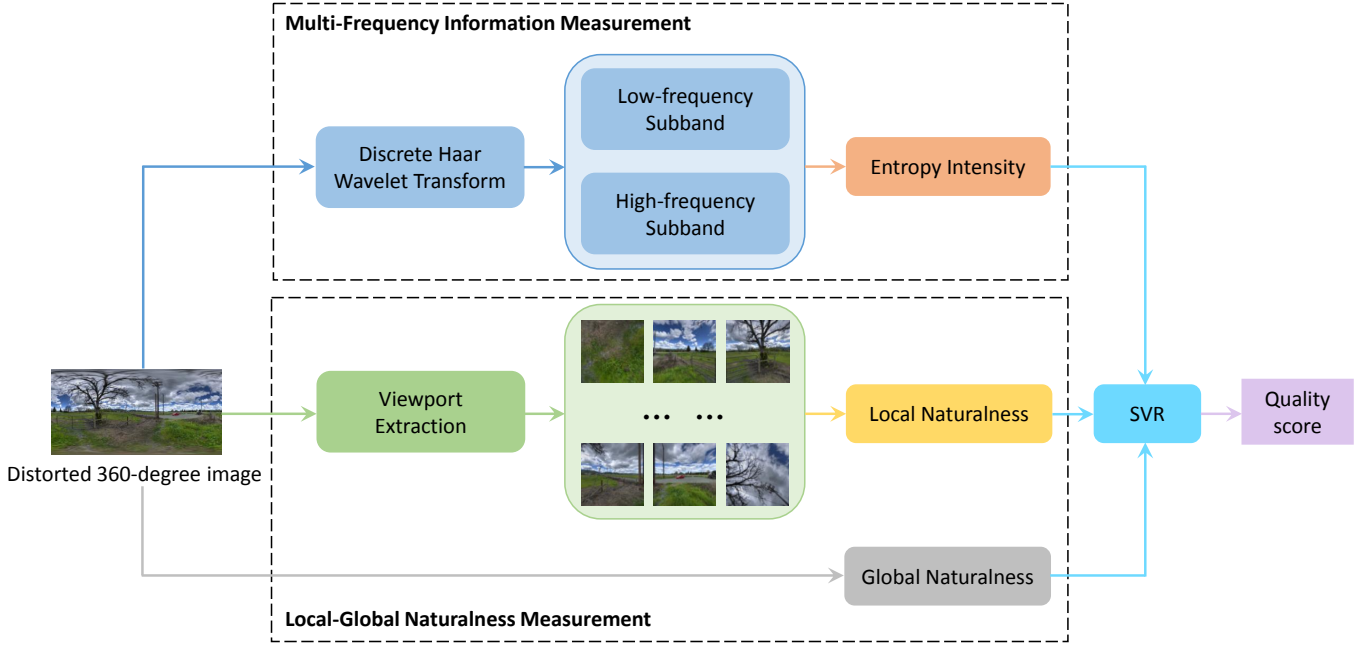 Multi-Frequency Information Measurement
Low-frequency
Subband
Discrete Haar
Wavelet Transform
Entropy Intensity
High-frequency
Subband
Distorted 360-degree image
Viewport
Extraction
... ...
Local Naturalness
SVR
Quality
score
Global Naturalness
Local-Global Naturalness Measurement